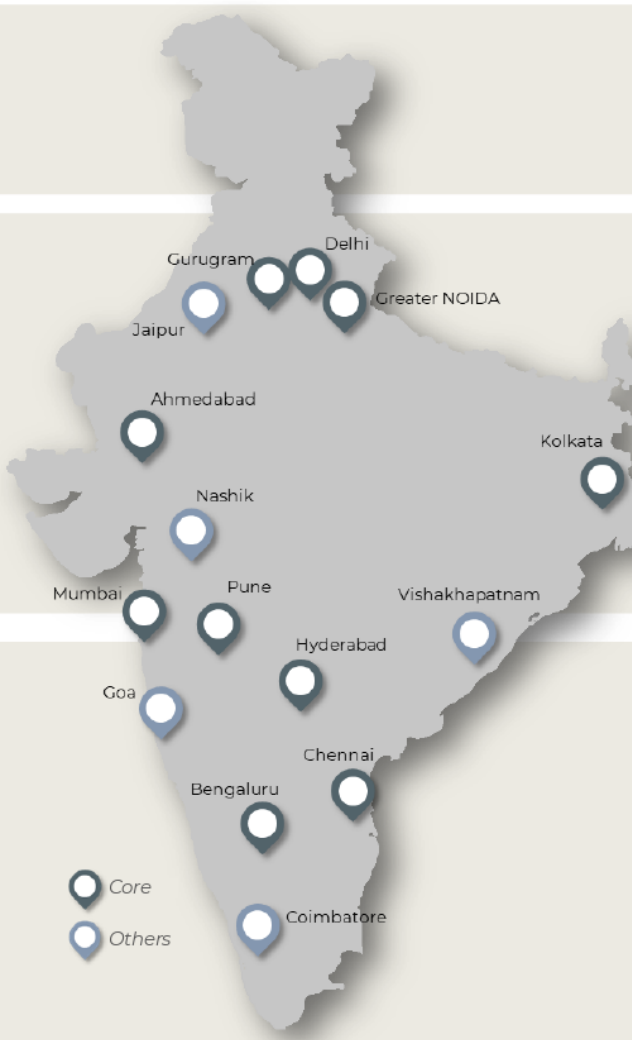 Delhi
Gurugram
Greater NOIDA
Jaipur
Ahmedabad
Kolkata
Nashik
Mumbai
Pune
Vishakhapatnam
Hyderabad
Goa
Chennai
Bengaluru
Core
Coimbatore
Others